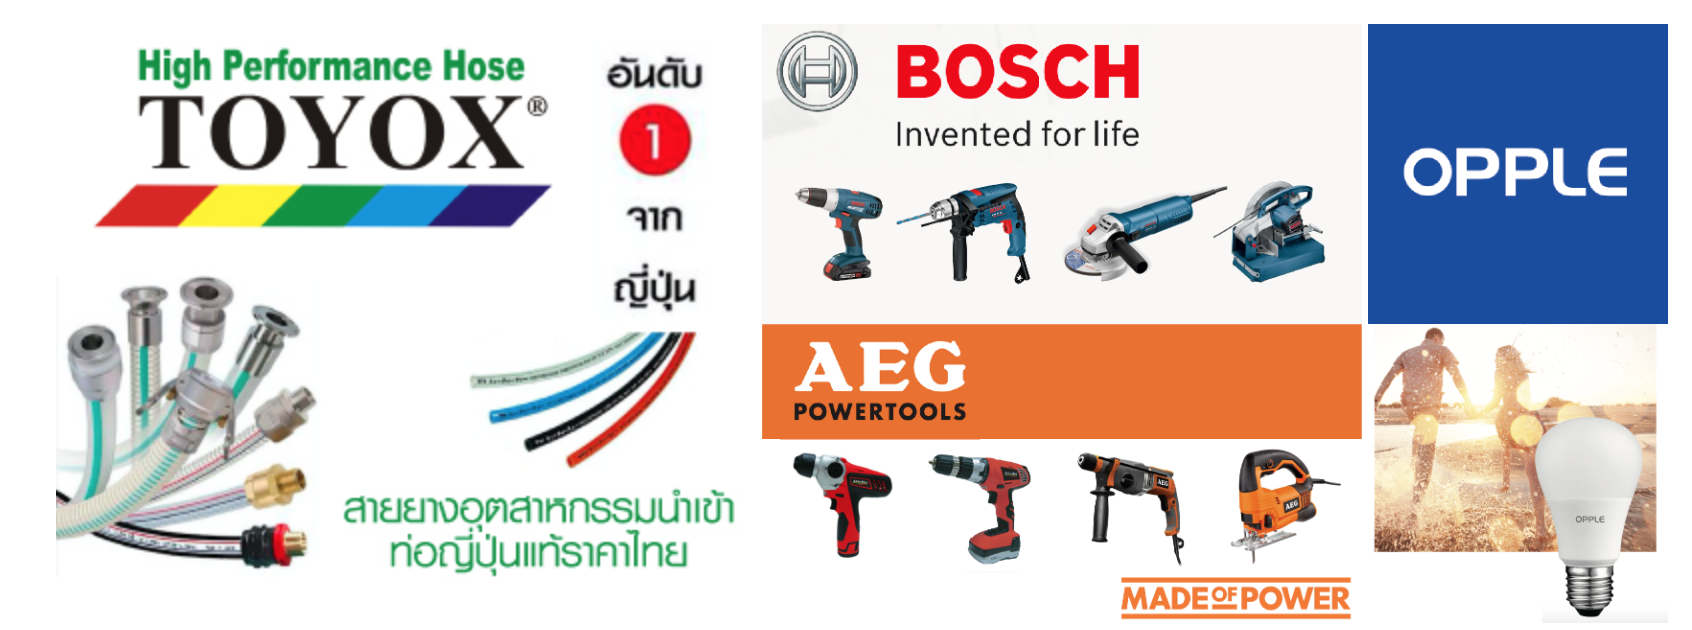 High Performance Hose
TOYOX®
อันดับ
1
จาก
ญี่ปุ่น
สายยางอุตสาหกรรมนำเข้า
ท่อญี่ปุ่นแท้ราคาไทย
BOSCH
Invented for life
AEG
POWERTOOLS
AEG
AEG
MADE OF POWER
OPPLE
OPPLE